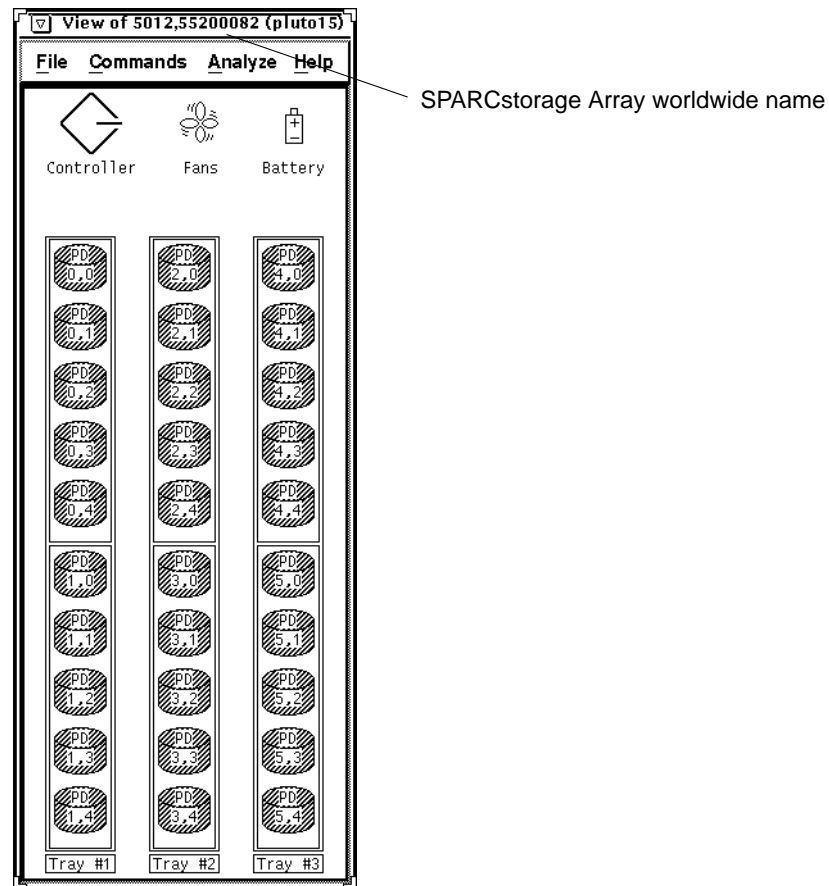 View of 5012,55200082 (pluto15)
File Commands Analyze Help
SPARCstorage Array worldwide name
Controller Fans Battery
PD 0,0
PD 2,0
PD 4,0
PD 0,1
PD 2,1
PD 4,1
PD 0,2
PD 2,2
PD 4,2
PD 0,3
PD 2,3
PD 4,3
PD 0,4
PD 2,4
PD 4,4
PD 1,0
PD 3,0
PD 5,0
PD 1,1
PD 3,1
PD 5,1
PD 1,2
PD 3,2
PD 5,2
PD 1,3
PD 3,3
PD 5,3
PD 1,4
PD 3,4
PD 5,4
Tray #1 Tray #2 Tray #3